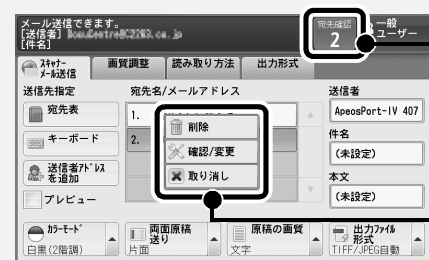 メール送信できます。
[送信者]
[件名]
宛先確認
2
一般
ユーザー
スキャナー
メール送信
画質調整
読み取り方法
出力形式
送信先指定
宛先名/メールアドレス
送信者
宛先表
1.
ApeosPort-IV 407
キーボード
2.
件名
(未設定)
送信者アドレス
を追加
本文
(未設定)
プレビュー
削除
確認/変更
取り消し
カラーモード
白黒(2階調)
両面原稿
送り
片面
原稿の画質
文字
出力ファイル
形式
TIFF/JPEG自動